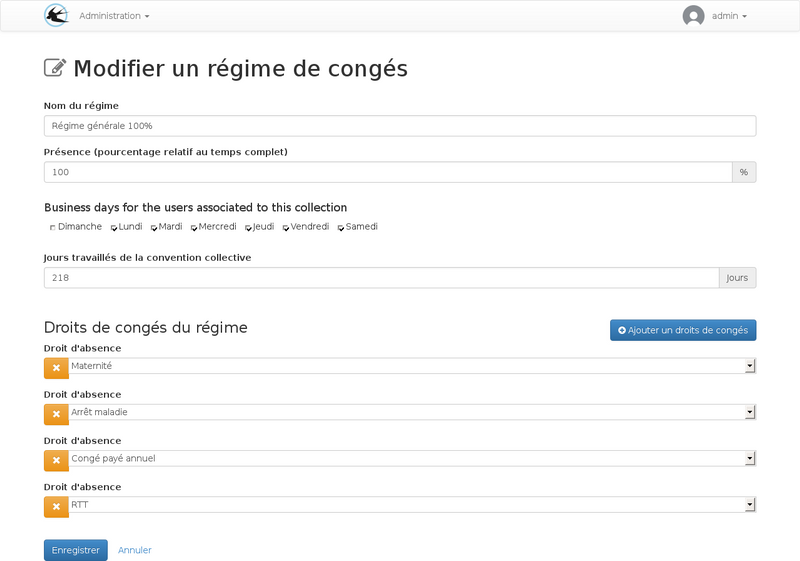 Administration
admin
Modifier un régime de congés
Nom du régime
Régime générale 100%
Présence (pourcentage relatif au temps complet)
100 %
Business days for the users associated to this collection
Dimanche Lundi Mardi Mercredi Jeudi Vendredi Samedi
Jours travaillés de la convention collective
218 Jours
Droits de congés du régime
Ajouter un droits de congés
Droit d'absence
Maternité
Droit d'absence
Arrêt maladie
Droit d'absence
Congé payé annuel
Droit d'absence
RTT
Enregistrer Annuler